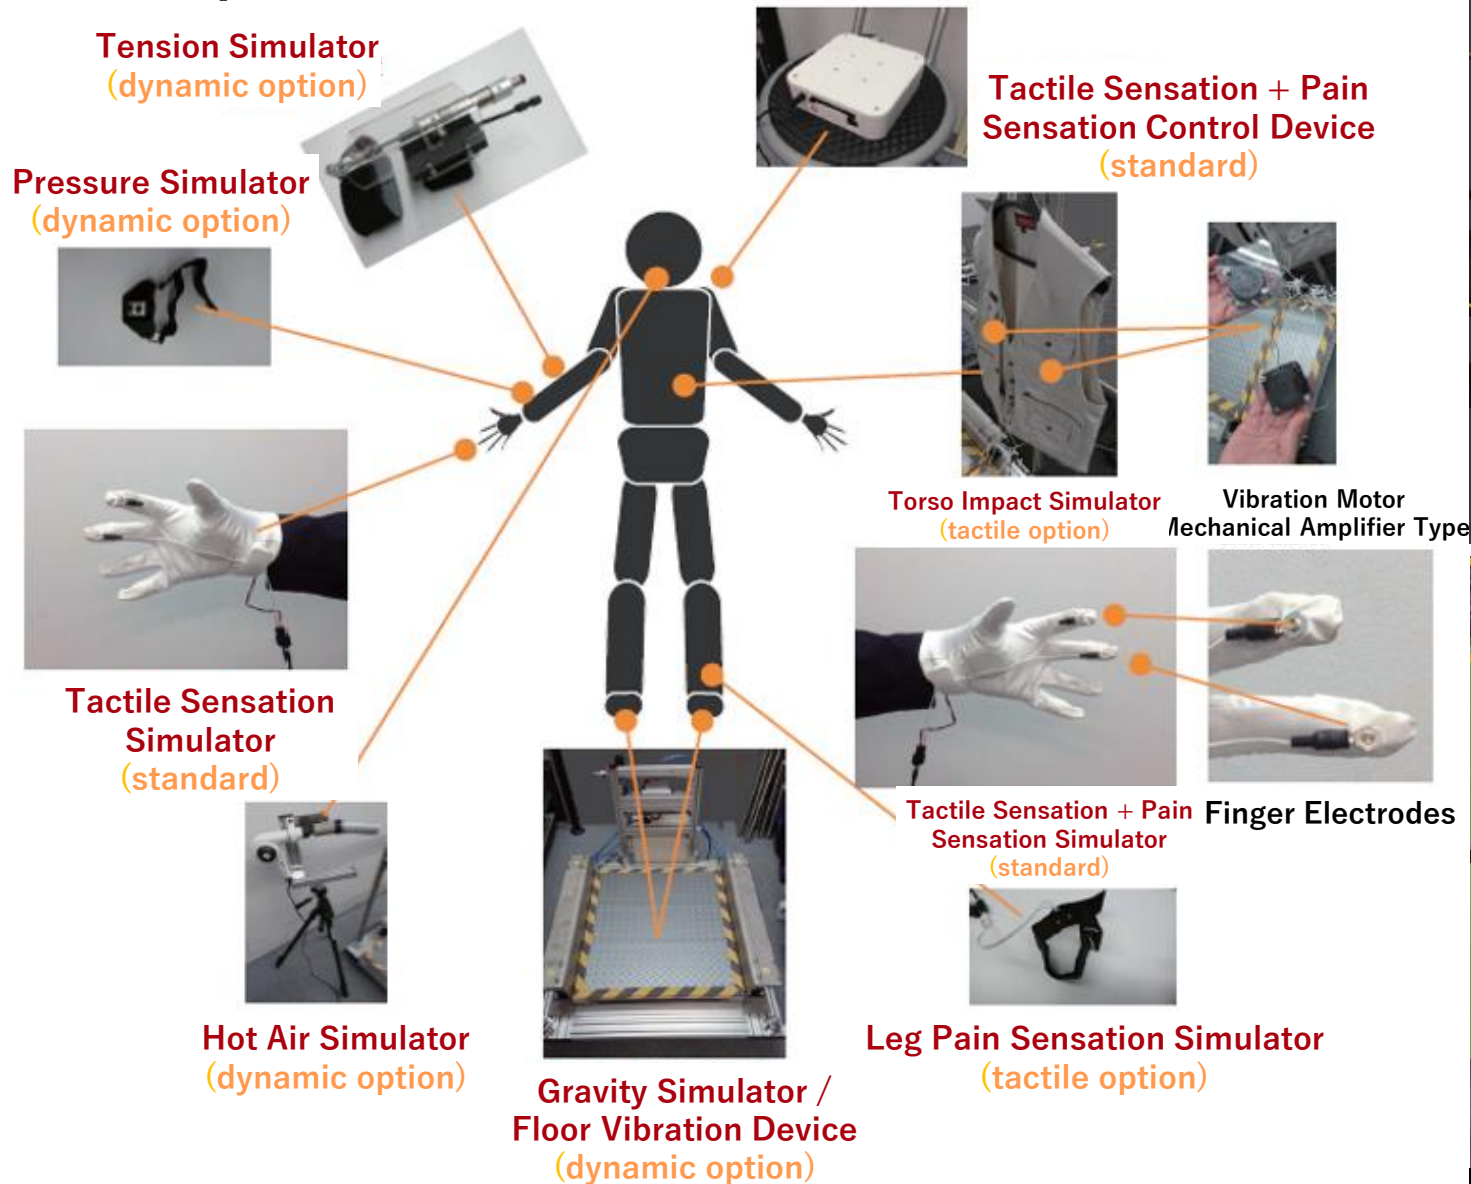 Tension Simulator
(dynamic option)
Tactile Sensation + Pain
Sensation Control Device
(standard)
Pressure Simulator
(dynamic option)
Torso Impact Simulator
(tactile option)
Vibration Motor
Mechanical Amplifier Type
Tactile Sensation
Simulator
(standard)
Tactile Sensation + Pain
Sensation Simulator
(standard)
Finger Electrodes
Hot Air Simulator
(dynamic option)
Leg Pain Sensation Simulator
(tactile option)
Gravity Simulator /
Floor Vibration Device
(dynamic option)